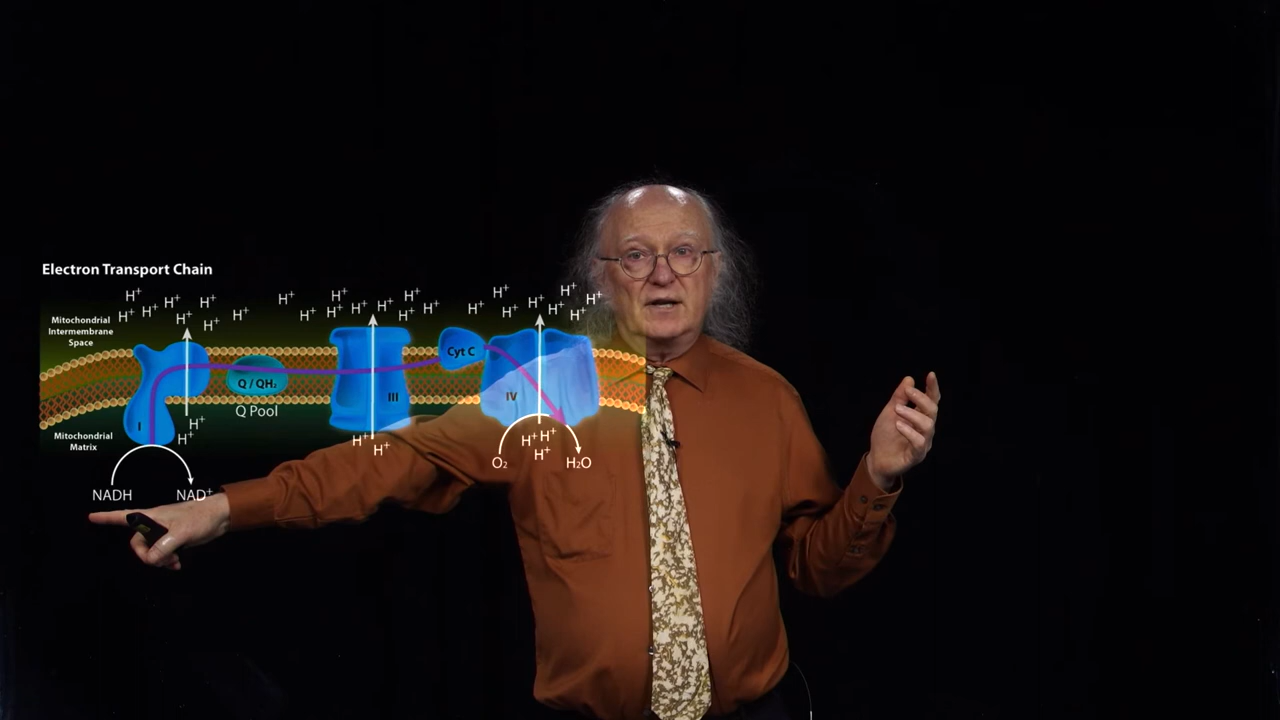 Electron Transport Chain
H⁺ H⁺ H⁺ H⁺ H⁺ H⁺ H⁺ H⁺ H⁺ H⁺
H⁺ H⁺ H⁺ H⁺ H⁺ H⁺ H⁺ H⁺ H⁺ H⁺ H⁺ H⁺ H⁺ H⁺ H⁺
Mitochondrial
Intermembrane
Space
Cyt C
Q / QH₂
III
IV
Q Pool
I
H⁺
H⁺
H⁺
H⁺
H⁺ H⁺
H⁺
Mitochondrial
Matrix
O₂
H₂O
NADH
NAD⁺